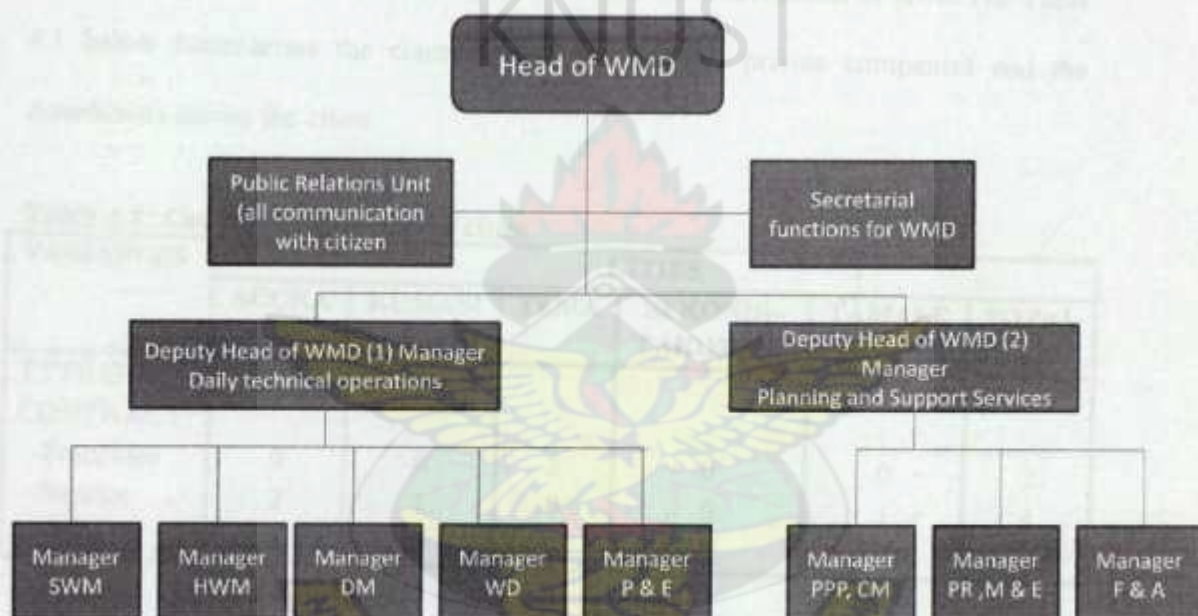 KNUST
Head of WMD
Public Relations Unit
(all communication
with citizen
Secretarial
functions for WMD
Deputy Head of WMD (1) Manager
Daily technical operations
Deputy Head of WMD (2)
Manager
Planning and Support Services
Manager
SWM
Manager
HWM
Manager
DM
Manager
WD
Manager
P & E
Manager
PPP, CM
Manager
PR ,M & E
Manager
F & A